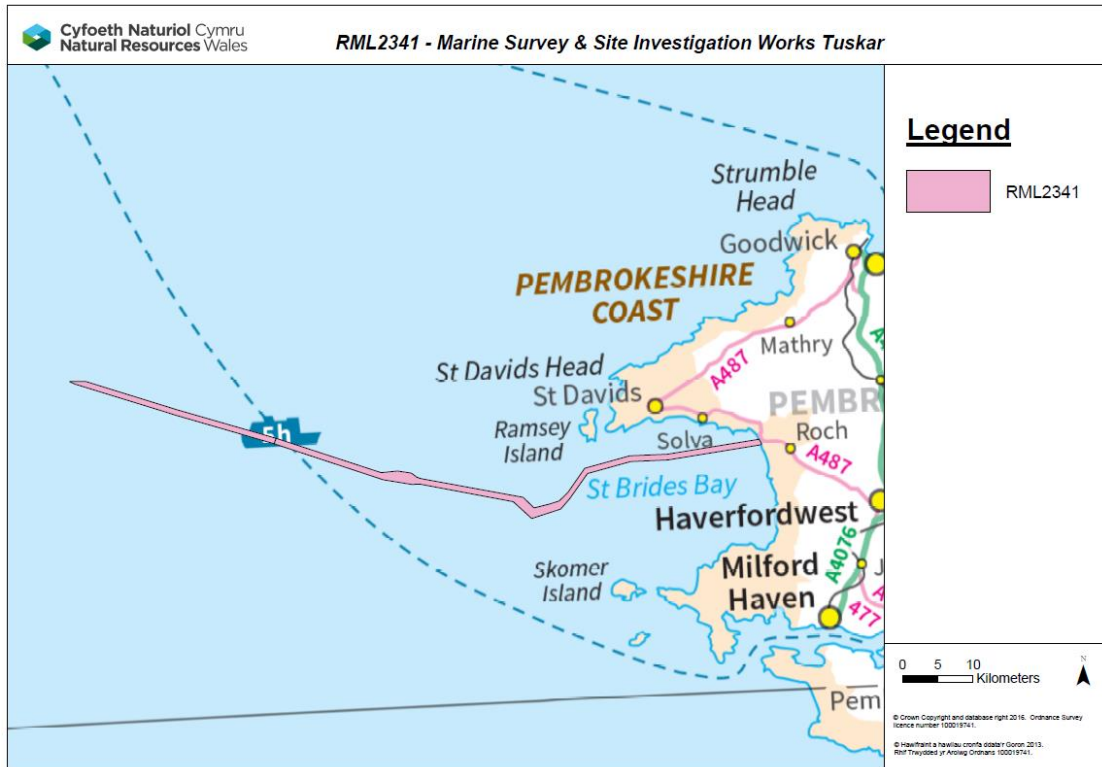 Cyfoeth Naturiol Cymru
Natural Resources Wales
RML2341 - Marine Survey & Site Investigation Works Tuskar
Legend
RML2341
Strumble
Head
Goodwick
PEMBROKESHIRE
COAST
Mathry
A487
St Davids Head
St Davids
PEMBR
Ramsey
Island
Solva
Roch
5h
A487
St Brides Bay
Haverfordwest
A4076
Skomer
Island
Milford
Haven
J
A
477
Pem
0 5 10
Kilometers
N
© Crown Copyright and database right 2016. Ordnance Survey
licence number 100019741.
© Hawlfraint a hawliau cronfa ddata'r Goron 2013.
Rhif Trwydded yr Arolwg Ordnans 100019741.